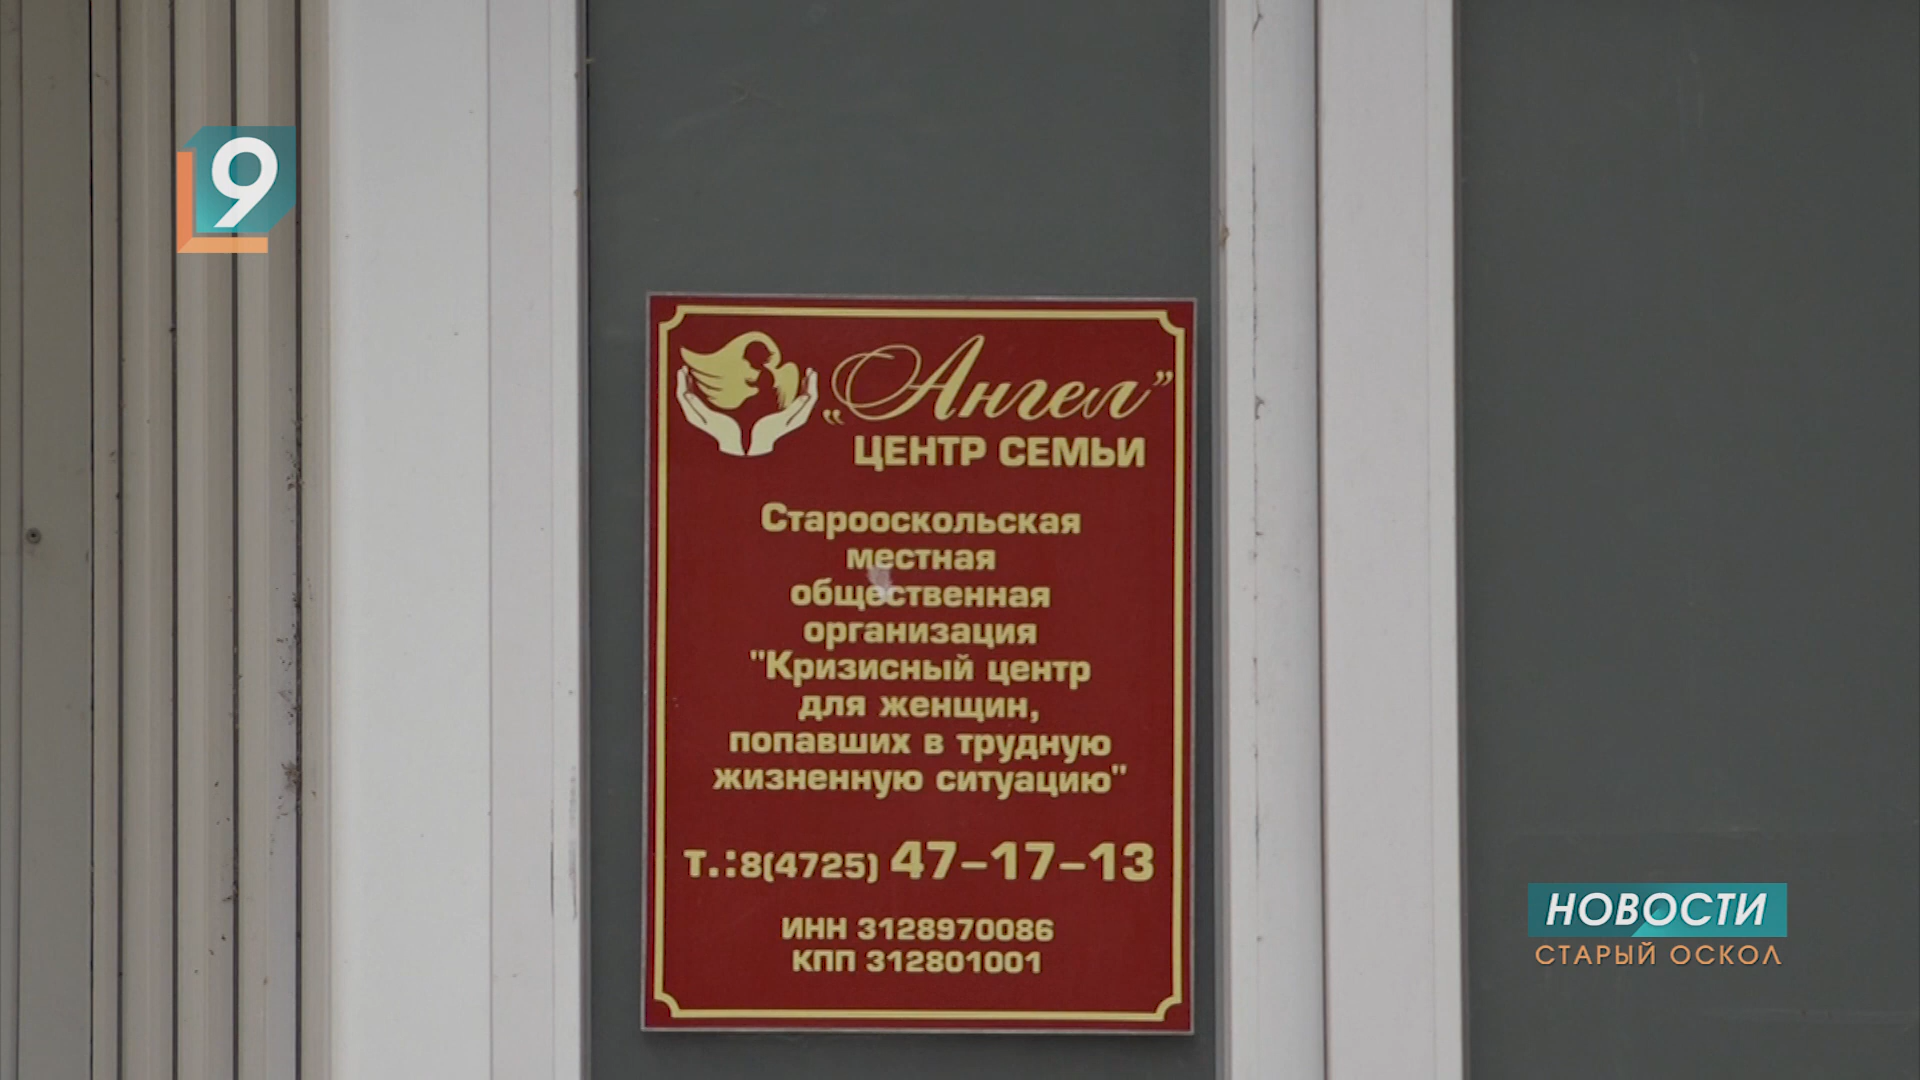 9
„Ангел”
ЦЕНТР СЕМЬИ
Старооскольская
местная
общественная
организация
"Кризисный центр
для женщин,
попавших в трудную
жизненную ситуацию"
т.:8(4725) 47-17-13
ИНН 3128970086
КПП 312801001
НОВОСТИ
СТАРЫЙ ОСКОЛ